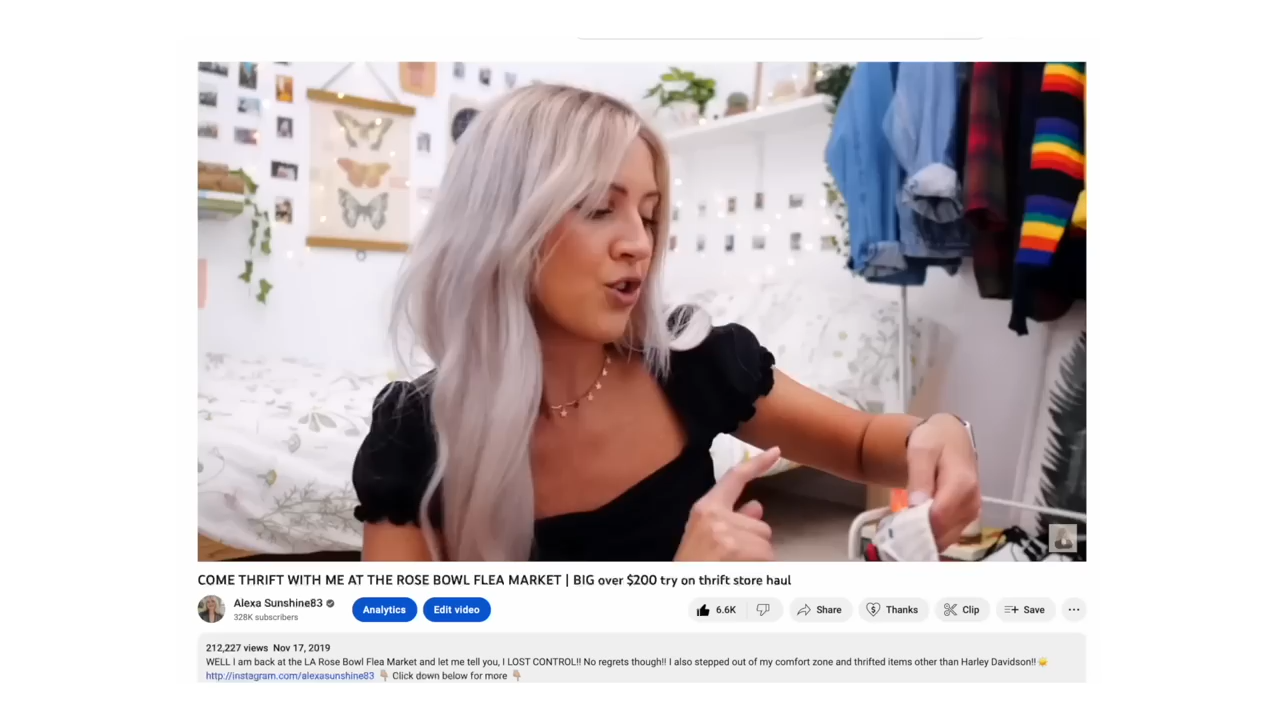 COME THRIFT WITH ME AT THE ROSE BOWL FLEA MARKET | BIG over $200 try on thrift store haul
Alexa Sunshine83
328K subscribers
Analytics
Edit video
6.6K
Share
Thanks
Clip
Save
212,227 views Nov 17, 2019
WELL I am back at the LA Rose Bowl Flea Market and let me tell you, I LOST CONTROL!! No regrets though!! I also stepped out of my comfort zone and thrifted items other than Harley Davidson!! 🌟
http://instagram.com/alexasunshine83 👇🏼 Click down below for more 👇🏼